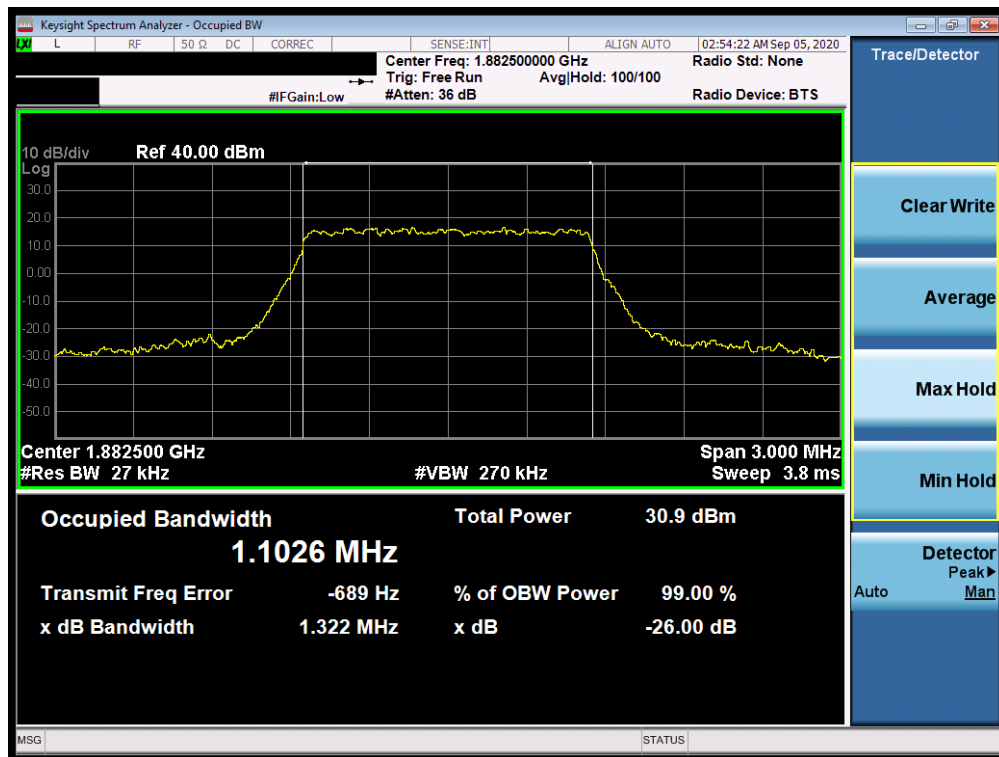 Keysight Spectrum Analyzer - Occupied BW
LXI L RF 50 Ω DC CORREC SENSE:INT ALIGN AUTO 02:54:22 AM Sep 05, 2020
Center Freq: 1.882500000 GHz Radio Std: None
Trig: Free Run Avg|Hold: 100/100
#IFGain:Low #Atten: 36 dB Radio Device: BTS
10 dB/div Ref 40.00 dBm
Log
30.0
20.0
10.0
0.00
-10.0
-20.0
-30.0
-40.0
-50.0
Center 1.882500 GHz Span 3.000 MHz
#Res BW 27 kHz #VBW 270 kHz Sweep 3.8 ms
Occupied Bandwidth Total Power 30.9 dBm
1.1026 MHz
Transmit Freq Error -689 Hz % of OBW Power 99.00 %
x dB Bandwidth 1.322 MHz x dB -26.00 dB
MSG STATUS
Trace/Detector
Clear Write
Average
Max Hold
Min Hold
Detector
Peak▶
Auto Man